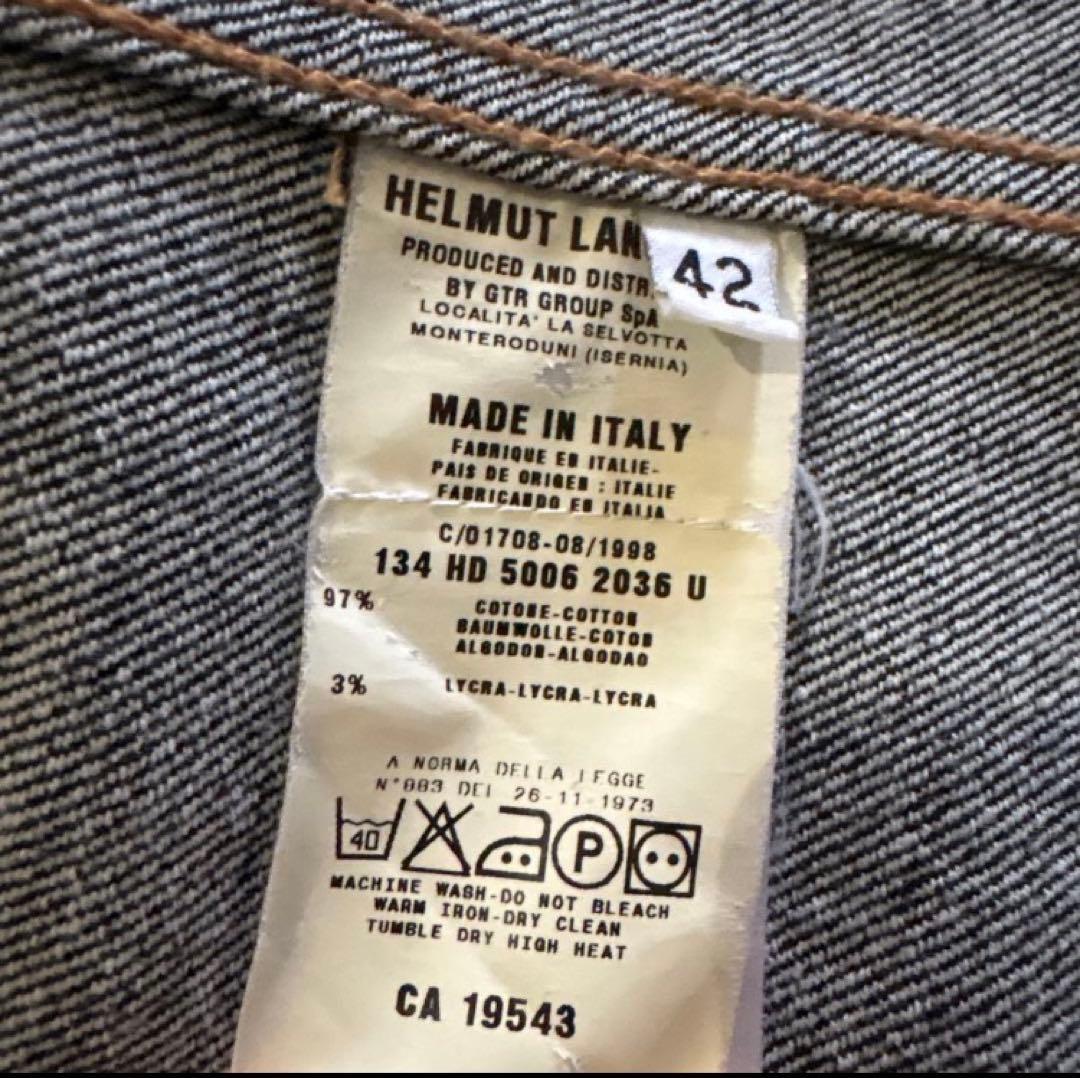 HELMUT LAN
42
PRODUCED AND DISTR.
BY GTR GROUP SpA
LOCALITA' LA SELVOTTA
MONTERODUNI (ISERNIA)
MADE IN ITALY
FABRIQUE EN ITALIE-
PAIS DE ORIGEN : ITALIE
FABRICANDO EN ITALIA
C/01708-08/1998
134 HD 5006 2036 U
97% COTONE-COTTON
BAUMWOLLE-COTON
ALGODON-ALGODAO
3% LYCRA-LYCRA-LYCRA
A NORMA DELLA LEGGE
N°883 DEL 26-11-1973
40 P
MACHINE WASH-DO NOT BLEACH
WARM IRON-DRY CLEAN
TUMBLE DRY HIGH HEAT
CA 19543